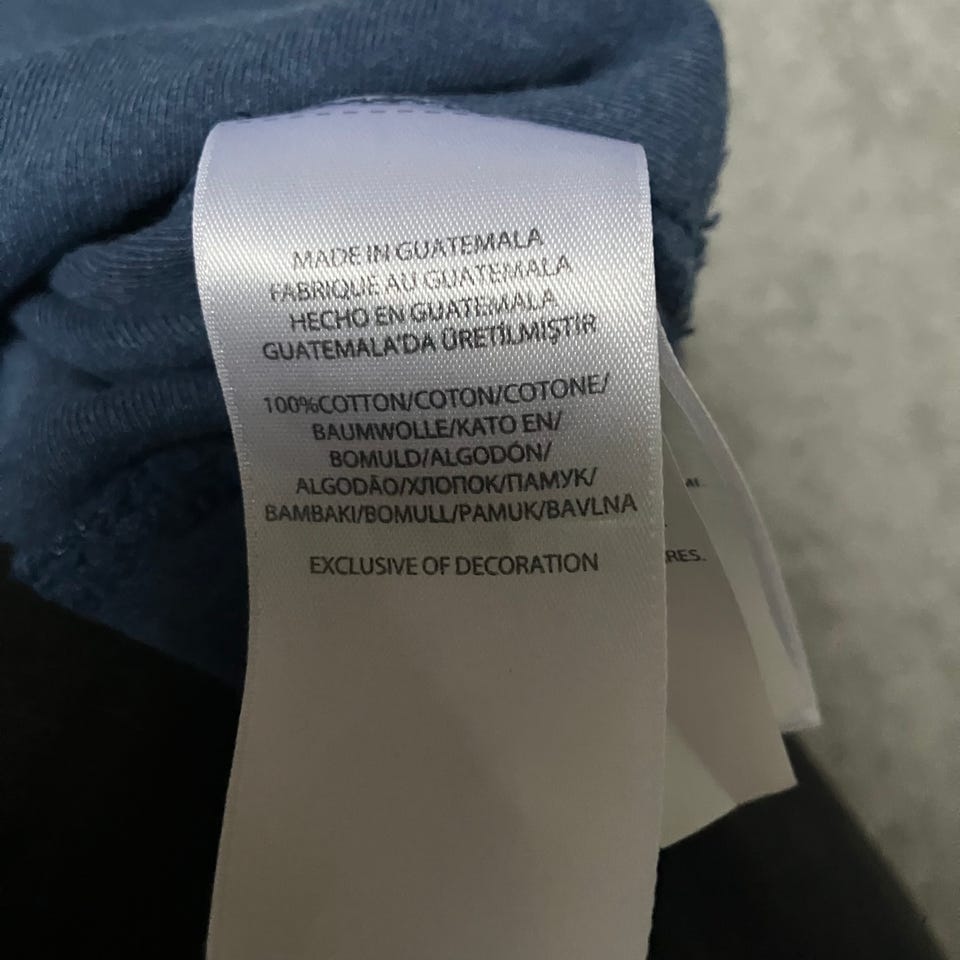 MADE IN GUATEMALA
FABRIQUE AU GUATEMALA
HECHO EN GUATEMALA
GUATEMALA'DA ÜRETİLMİŞTİR
100%COTTON/COTON/COTONE/
BAUMWOLLE/KATO EN/
BOMULD/ALGODÓN/
ALGODÃO/ХЛОПОК/ПАМУК/
BAMBAKI/BOMULL/PAMUK/BAVLNA
EXCLUSIVE OF DECORATION
RES.